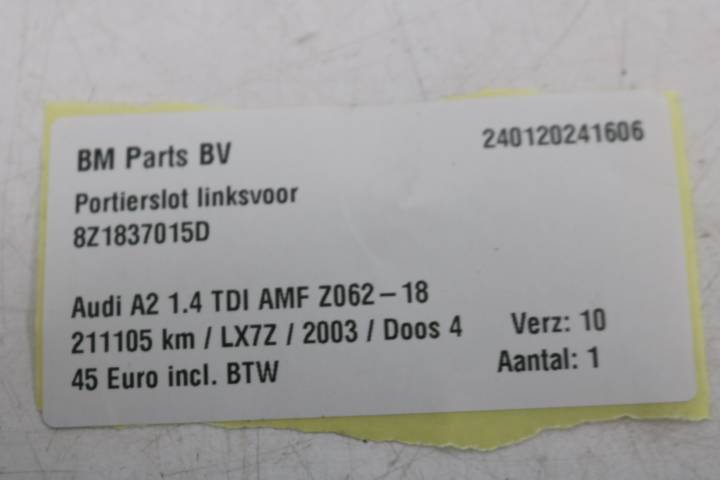 BM Parts BV 240120241606
Portierslot linksvoor
8Z1837015D
Audi A2 1.4 TDI AMF Z062-18
211105 km / LX7Z / 2003 / Doos 4 Verz: 10
45 Euro incl. BTW Aantal: 1